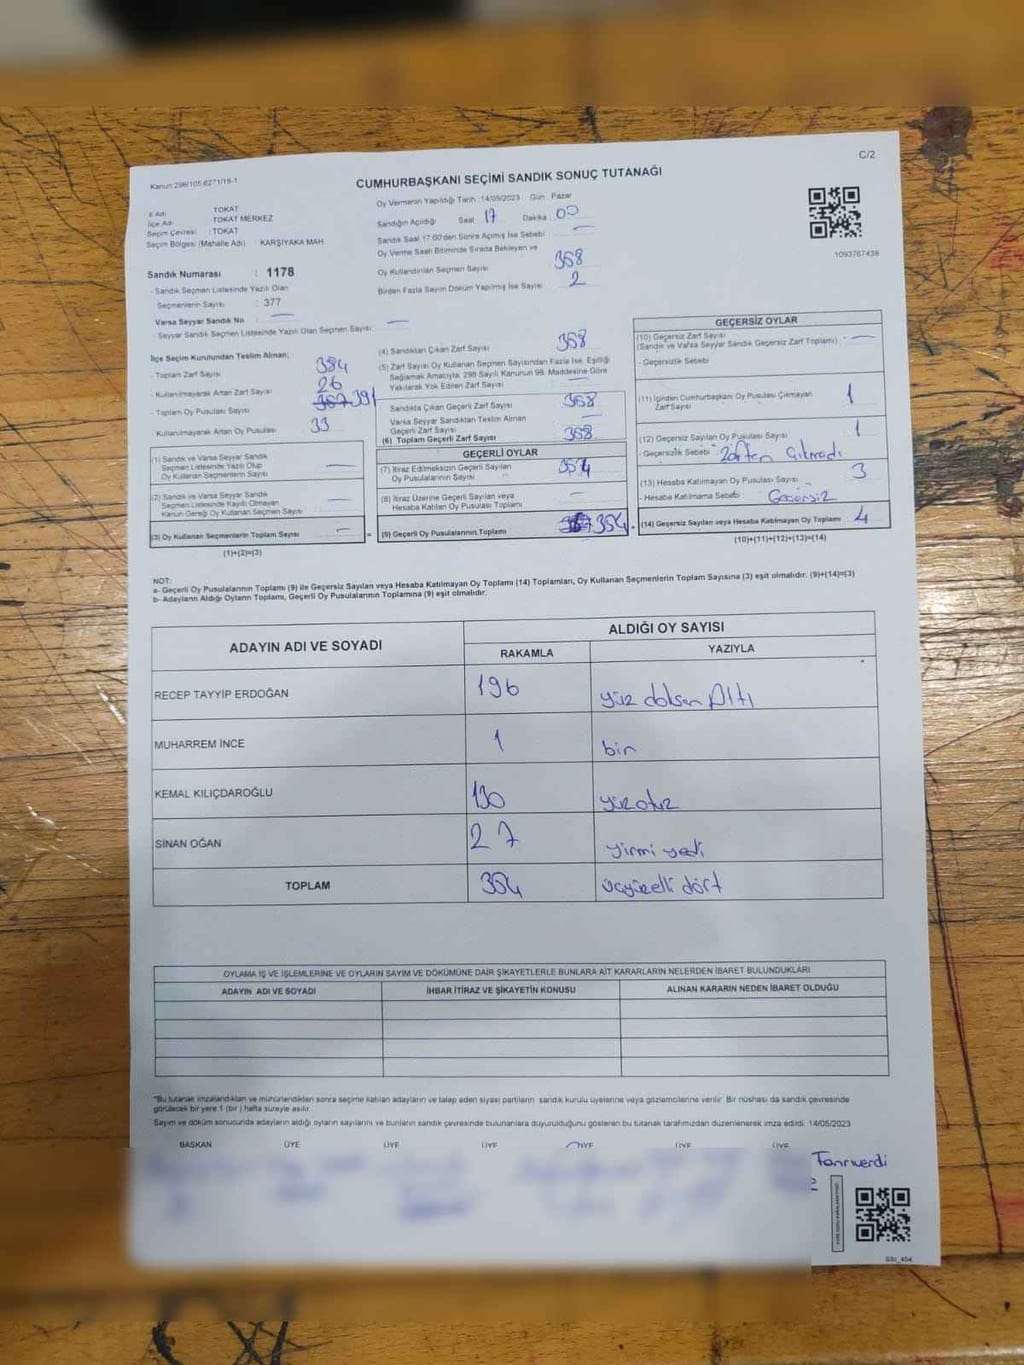 C/2
Kanun 298/105,6271/18-1
CUMHURBAŞKANI SEÇİMİ SANDIK SONUÇ TUTANAĞI
İl Adı : TOKAT
İlçe Adı : TOKAT MERKEZ
Seçim Çevresi : TOKAT
Seçim Bölgesi (Mahalle Adı) : KARŞIYAKA MAH
Oy Vermenin Yapıldığı Tarih : 14/05/2023 Gün : Pazar
Sandığın Açıldığı Saat 17 Dakika 00
Sandık Saat 17:00'den Sonra Açılmış İse Sebebi
Oy Verme Saati Bitiminde Sırada Bekleyen ve
Oy Kullandırılan Seçmen Sayısı 358
Birden Fazla Sayım Döküm Yapılmış İse Sayısı 2
1093767438
Sandık Numarası : 1178
- Sandık Seçmen Listesinde Yazılı Olan
Seçmenlerin Sayısı : 377
Varsa Seyyar Sandık No : —
- Seyyar Sandık Seçmen Listesinde Yazılı Olan Seçmen Sayısı: —
İlçe Seçim Kurulundan Teslim Alınan;
- Toplam Zarf Sayısı 384
- Kullanılmayarak Artan Zarf Sayısı 26
- Toplam Oy Pusulası Sayısı 391
- Kullanılmayarak Artan Oy Pusulası 33
(1) Sandık ve Varsa Seyyar Sandık
Seçmen Listesinde Yazılı Olup
Oy Kullanan Seçmenlerin Sayısı —
(2) Sandık ve Varsa Seyyar Sandık
Seçmen Listesinde Kayıtlı Olmayan
Kanun Gereği Oy Kullanan Seçmen Sayısı —
(3) Oy Kullanan Seçmenlerin Toplam Sayısı —
(1)+(2)=(3)
(4) Sandıktan Çıkan Zarf Sayısı 358
(5) Zarf Sayısı Oy Kullanan Seçmen Sayısından Fazla İse, Eşitliği
Sağlamak Amacıyla, 298 Sayılı Kanunun 98. Maddesine Göre
Yakılarak Yok Edilen Zarf Sayısı —
Sandıkta Çıkan Geçerli Zarf Sayısı 358
Varsa Seyyar Sandıktan Teslim Alınan
Geçerli Zarf Sayısı —
(6) Toplam Geçerli Zarf Sayısı 358
GEÇERLİ OYLAR
(7) İtiraz Edilmeksizin Geçerli Sayılan
Oy Pusulalarının Sayısı 354
(8) İtiraz Üzerine Geçerli Sayılan veya
Hesaba Katılan Oy Pusulası Toplamı —
(9) Geçerli Oy Pusulalarının Toplamı 354
GEÇERSİZ OYLAR
(10) Geçersiz Zarf Sayısı
(Sandık ve Varsa Seyyar Sandık Geçersiz Zarf Toplamı) : —
- Geçersizlik Sebebi
(11) İçinden Cumhurbaşkanı Oy Pusulası Çıkmayan
Zarf Sayısı 1
(12) Geçersiz Sayılan Oy Pusulası Sayısı 1
- Geçersizlik Sebebi Zarftan Çıkmadı
(13) Hesaba Katılmayan Oy Pusulası Sayısı 3
- Hesaba Katılmama Sebebi Geçersiz
(14) Geçersiz Sayılan veya Hesaba Katılmayan Oy Toplamı 4
(10)+(11)+(12)+(13)=(14)
NOT:
a- Geçerli Oy Pusulalarının Toplamı (9) ile Geçersiz Sayılan veya Hesaba Katılmayan Oy Toplamı (14) Toplamları, Oy Kullanan Seçmenlerin Toplam Sayısına (3) eşit olmalıdır. (9)+(14)=(3)
b- Adayların Aldığı Oyların Toplamı, Geçerli Oy Pusulalarının Toplamına (9) eşit olmalıdır.
ADAYIN ADI VE SOYADI ALDIĞI OY SAYISI
RAKAMLA YAZIYLA
RECEP TAYYİP ERDOĞAN 196 yüz doksan Altı
MUHARREM İNCE 1 bir
KEMAL KILIÇDAROĞLU 130 yüzotuz
SİNAN OĞAN 27 yirmi yedi
TOPLAM 354 üçyüzelli dört
OYLAMA İŞ VE İŞLEMLERİNE VE OYLARIN SAYIM VE DÖKÜMÜNE DAİR ŞİKAYETLERLE BUNLARA AİT KARARLARIN NELERDEN İBARET BULUNDUKLARI
ADAYIN ADI VE SOYADI İHBAR İTİRAZ VE ŞİKAYETİN KONUSU ALINAN KARARIN NEDEN İBARET OLDUĞU
"Bu tutanak imzalandıktan ve mühürlendikten sonra seçime katılan adayların ve talep eden siyasi partilerin sandık kurulu üyelerine veya gözlemcilerine verilir. Bir nüshası da sandık çevresinde
görülecek bir yere 1 (bir) hafta süreyle asılır.
Sayım ve döküm sonucunda adayların aldığı oyların sayılarını ve bunların sandık çevresinde bulunanlara duyurulduğunu gösteren bu tutanak tarafımızdan düzenlenerek imza edildi. 14/05/2023
BAŞKAN ÜYE ÜYE ÜYE ÜYE ÜYE ÜYE
Tanrıverdi